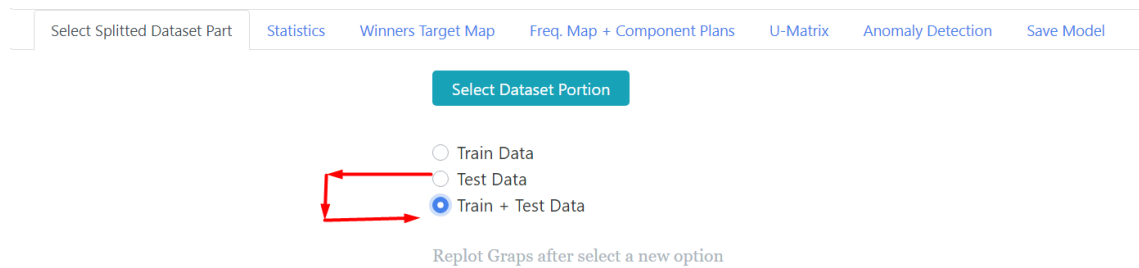 Select Splitted Dataset Part Statistics Winners Target Map Freq. Map + Component Plans U-Matrix Anomaly Detection Save Model
Select Dataset Portion
Train Data
Test Data
Train + Test Data
Replot Graps after select a new option